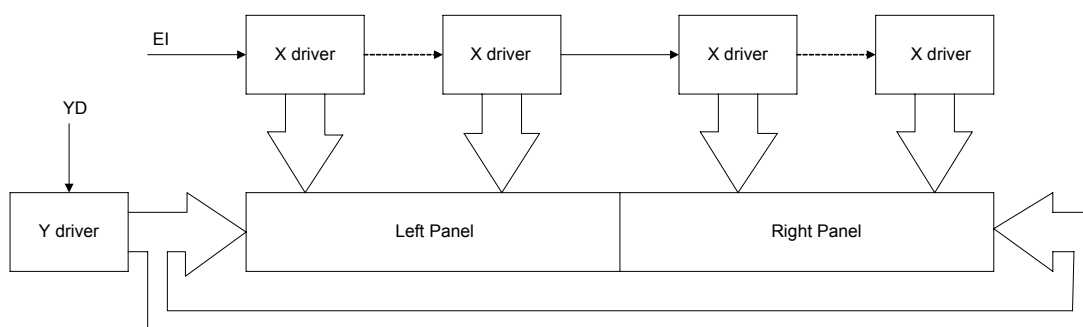 EI
X driver
X driver
X driver
X driver
YD
Y driver
Left Panel
Right Panel